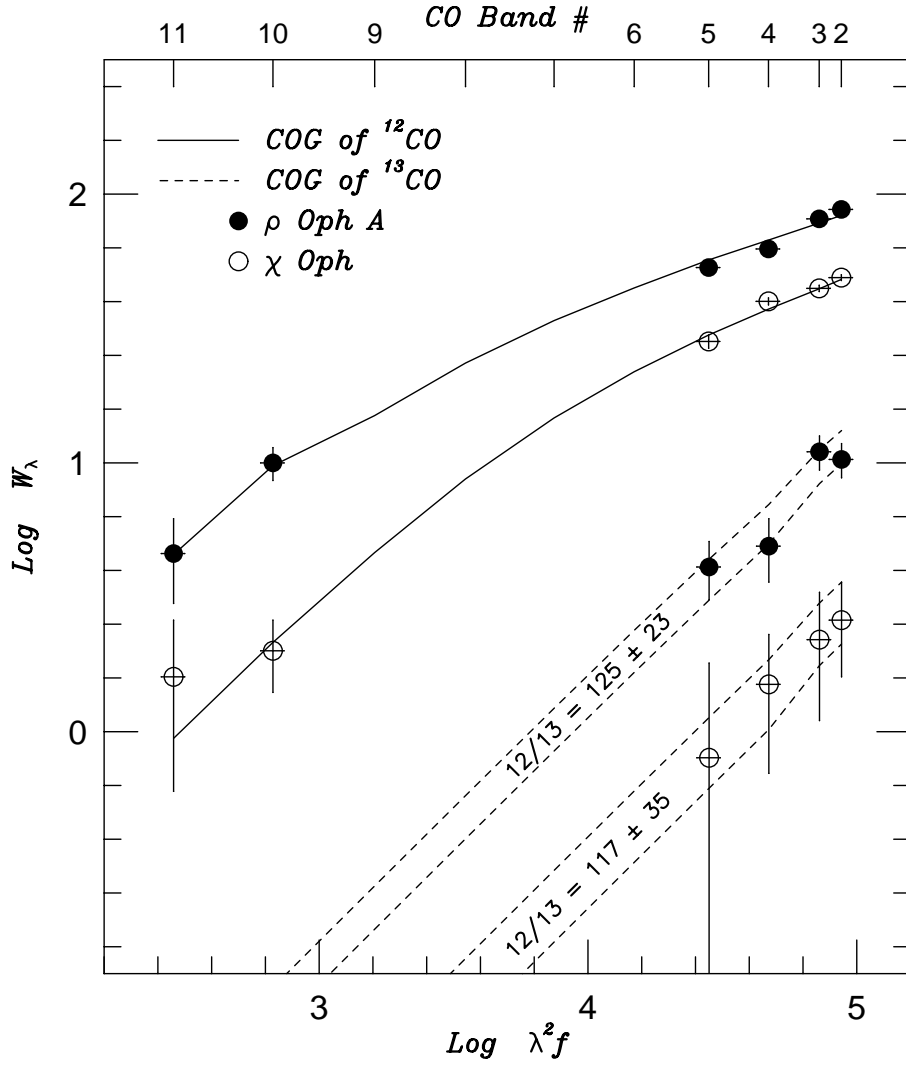 CO Band #
11 10 9 6 5 4 3 2
COG of ¹²CO
COG of ¹³CO
ρ Oph A
χ Oph
2
1
0
Log W_λ
12/13 = 125 ± 23
12/13 = 117 ± 35
3 4 5
Log λ²f